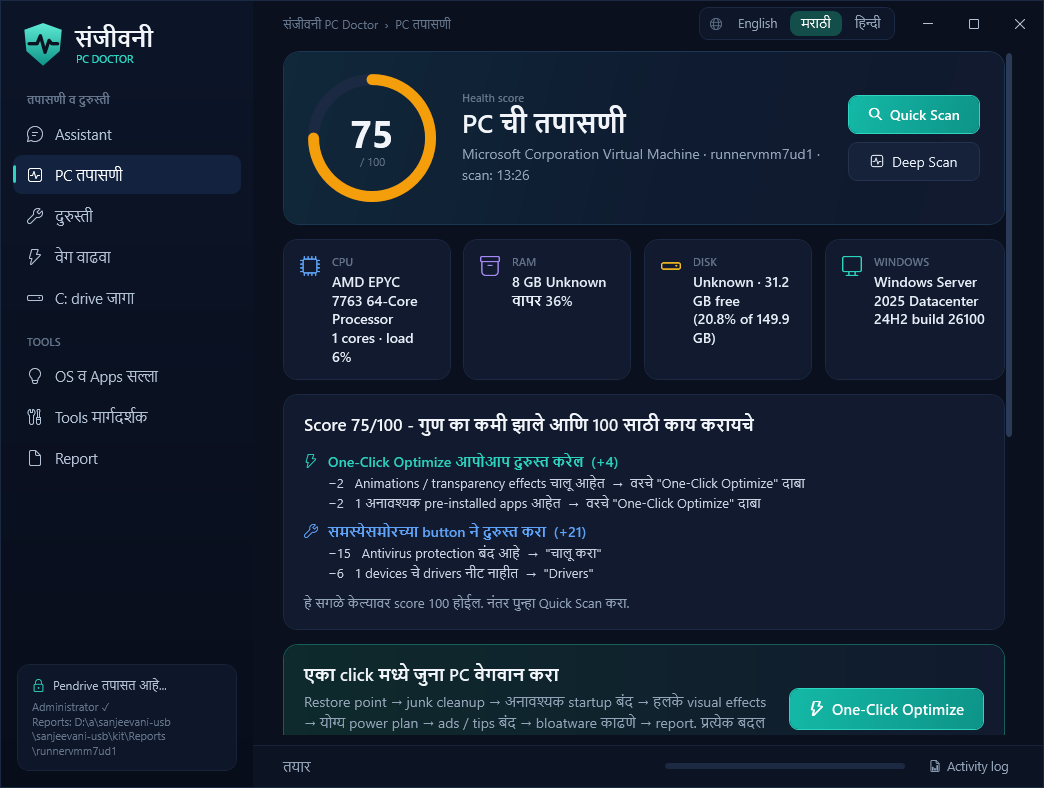 संजीवनी
PC DOCTOR
तपासणी व दुरुस्ती
Assistant
PC तपासणी
दुरुस्ती
वेग वाढवा
C: drive जागा
TOOLS
OS व Apps सल्ला
Tools मार्गदर्शक
Report
Pendrive तपासत आहे...
Administrator ✓
Reports: D:\a\sanjeevani-usb
\sanjeevani-usb\kit\Reports
\runnervmm7ud1
संजीवनी PC Doctor › PC तपासणी
English मराठी हिन्दी
75
/ 100
Health score
PC ची तपासणी
Microsoft Corporation Virtual Machine · runnervmm7ud1 ·
scan: 13:26
Quick Scan
Deep Scan
CPU
AMD EPYC
7763 64-Core
Processor
1 cores · load
6%
RAM
8 GB Unknown
वापर 36%
DISK
Unknown · 31.2
GB free
(20.8% of 149.9
GB)
WINDOWS
Windows Server
2025 Datacenter
24H2 build 26100
Score 75/100 - गुण का कमी झाले आणि 100 साठी काय करायचे
One-Click Optimize आपोआप दुरुस्त करेल (+4)
−2 Animations / transparency effects चालू आहेत → वरचे "One-Click Optimize" दाबा
−2 1 अनावश्यक pre-installed apps आहेत → वरचे "One-Click Optimize" दाबा
समस्येसमोरच्या button ने दुरुस्त करा (+21)
−15 Antivirus protection बंद आहे → "चालू करा"
−6 1 devices चे drivers नीट नाहीत → "Drivers"
हे सगळे केल्यावर score 100 होईल. नंतर पुन्हा Quick Scan करा.
एका click मध्ये जुना PC वेगवान करा
Restore point → junk cleanup → अनावश्यक startup बंद → हलके visual effects
→ योग्य power plan → ads / tips बंद → bloatware काढणे → report. प्रत्येक बदल
One-Click Optimize
तयार
Activity log